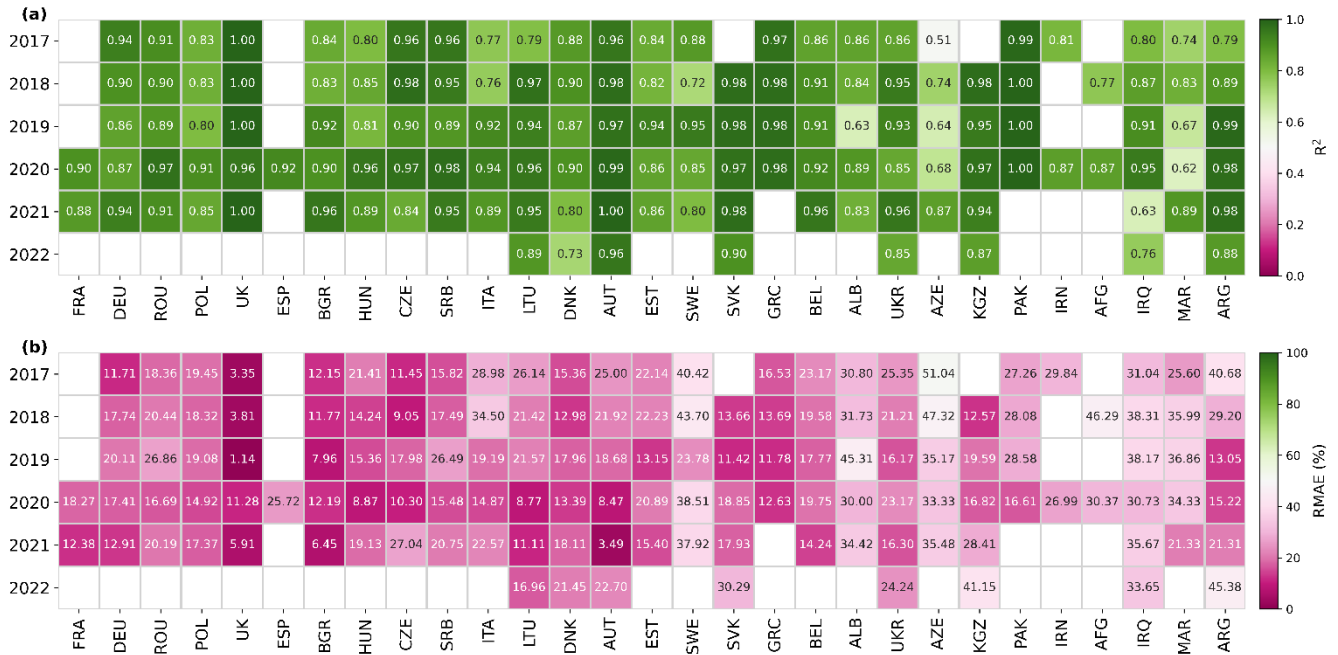 (a)
2017 0.94 0.91 0.83 1.00 0.84 0.80 0.96 0.96 0.77 0.79 0.88 0.96 0.84 0.88 0.97 0.86 0.86 0.86 0.51 0.99 0.81 0.80 0.74 0.79
2018 0.90 0.90 0.83 1.00 0.83 0.85 0.98 0.95 0.76 0.97 0.90 0.98 0.82 0.72 0.98 0.98 0.91 0.84 0.95 0.74 0.98 1.00 0.77 0.87 0.83 0.89
2019 0.86 0.89 0.80 1.00 0.92 0.81 0.90 0.89 0.92 0.94 0.87 0.97 0.94 0.95 0.98 0.98 0.91 0.63 0.93 0.64 0.95 1.00 0.91 0.67 0.99
2020 0.90 0.87 0.97 0.91 0.96 0.92 0.90 0.96 0.97 0.98 0.94 0.96 0.90 0.99 0.86 0.85 0.97 0.98 0.92 0.89 0.85 0.68 0.97 1.00 0.87 0.87 0.95 0.62 0.98
2021 0.88 0.94 0.91 0.85 1.00 0.96 0.89 0.84 0.95 0.89 0.95 0.80 1.00 0.86 0.80 0.98 0.96 0.83 0.96 0.87 0.94 0.63 0.89 0.98
2022 0.89 0.73 0.96 0.90 0.85 0.87 0.76 0.88
FRA DEU ROU POL UK ESP BGR HUN CZE SRB ITA LTU DNK AUT EST SWE SVK GRC BEL ALB UKR AZE KGZ PAK IRN AFG IRQ MAR ARG
1.0
0.8
0.6
0.4
0.2
0.0
R²
(b)
2017 11.71 18.36 19.45 3.35 12.15 21.41 11.45 15.82 28.98 26.14 15.36 25.00 22.14 40.42 16.53 23.17 30.80 25.35 51.04 27.26 29.84 31.04 25.60 40.68
2018 17.74 20.44 18.32 3.81 11.77 14.24 9.05 17.49 34.50 21.42 12.98 21.92 22.23 43.70 13.66 13.69 19.58 31.73 21.21 47.32 12.57 28.08 46.29 38.31 35.99 29.20
2019 20.11 26.86 19.08 1.14 7.96 15.36 17.98 26.49 19.19 21.57 17.96 18.68 13.15 23.78 11.42 11.78 17.77 45.31 16.17 35.17 19.59 28.58 38.17 36.86 13.05
2020 18.27 17.41 16.69 14.92 11.28 25.72 12.19 8.87 10.30 15.48 14.87 8.77 13.39 8.47 20.89 38.51 18.85 12.63 19.75 30.00 23.17 33.33 16.82 16.61 26.99 30.37 30.73 34.33 15.22
2021 12.38 12.91 20.19 17.37 5.91 6.45 19.13 27.04 20.75 22.57 11.11 18.11 3.49 15.40 37.92 17.93 14.24 34.42 16.30 35.48 28.41 35.67 21.33 21.31
2022 16.96 21.45 22.70 30.29 24.24 41.15 33.65 45.38
FRA DEU ROU POL UK ESP BGR HUN CZE SRB ITA LTU DNK AUT EST SWE SVK GRC BEL ALB UKR AZE KGZ PAK IRN AFG IRQ MAR ARG
100
80
60
40
20
0
RMAE (%)